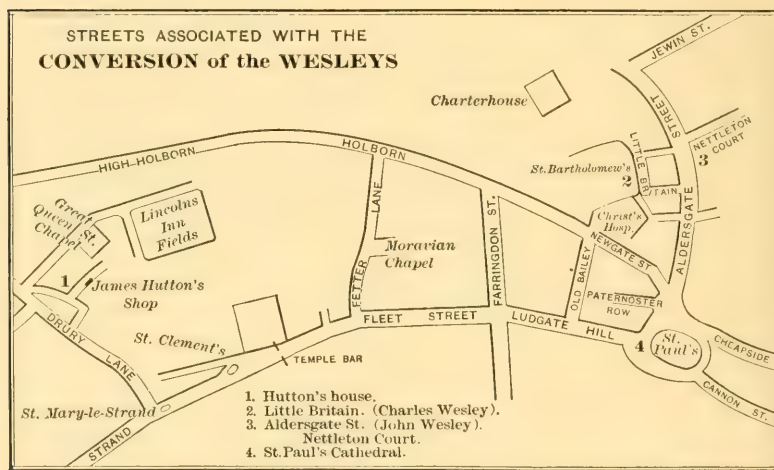 STREETS ASSOCIATED WITH THE
CONVERSION of the WESLEYS
JEWIN ST.
Charterhouse
STREET
NETTLETON
COURT
3
HIGH-HOLBORN
HOLBORN
St. Bartholomew's
LITTLE BRITAIN
2
Great
Queen St.
Chapel
Lincolns
Inn
Fields
LANE
Christ's
Hosp.
ALDERSGATE
NEWGATE ST
Moravian
Chapel
FARRINGDON ST.
OLD BAILEY
1
James Hutton's
Shop
FETTER
PATERNOSTER
ROW
FLEET STREET
LUDGATE HILL
DRURY LANE
St. Clement's
TEMPLE BAR
4
St.
Paul's
CHEAPSIDE
CANNON ST.
St. Mary-le-Strand
STRAND
1. Hutton's house.
2. Little Britain. (Charles Wesley).
3. Aldersgate St. (John Wesley).
Nettleton Court.
4. St. Paul's Cathedral.